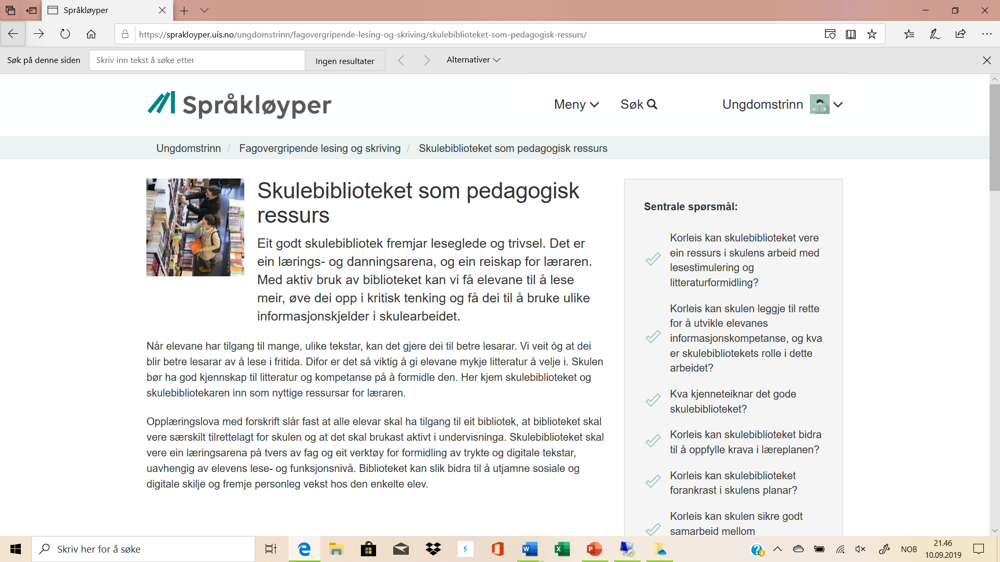 Språkløyper
https://sprakloyper.uis.no/ungdomstrinn/fagovergripende-lesing-og-skriving/skulebiblioteket-som-pedagogisk-ressurs/
Søk på denne siden
Skriv inn tekst å søke etter
Ingen resultater
Alternativer
Språkløyper
Meny
Søk
Ungdomstrinn
Ungdomstrinn / Fagovergripende lesing og skriving / Skulebiblioteket som pedagogisk ressurs
Skulebiblioteket som pedagogisk
ressurs
Eit godt skulebibliotek fremjar leseglede og trivsel. Det er
ein lærings- og danningsarena, og ein reiskap for læraren.
Med aktiv bruk av biblioteket kan vi få elevane til å lese
meir, øve dei opp i kritisk tenking og få dei til å bruke ulike
informasjonskjelder i skulearbeidet.
Når elevane har tilgang til mange, ulike tekstar, kan det gjere dei til betre lesarar. Vi veit òg at dei
blir betre lesarar av å lese i fritida. Difor er det så viktig å gi elevane mykje litteratur å velje i. Skulen
bør ha god kjennskap til litteratur og kompetanse på å formidle den. Her kjem skulebiblioteket og
skulebibliotekaren inn som nyttige ressursar for læraren.
Opplæringslova med forskrift slår fast at alle elevar skal ha tilgang til eit bibliotek, at biblioteket skal
vere særskilt tilrettelagt for skulen og at det skal brukast aktivt i undervisninga. Skulebiblioteket skal
vere ein læringsarena på tvers av fag og eit verktøy for formidling av trykte og digitale tekstar,
uavhengig av elevens lese- og funksjonsnivå. Biblioteket kan slik bidra til å utjamne sosiale og
digitale skilje og fremje personleg vekst hos den enkelte elev.
Sentrale spørsmål:
Korleis kan skulebiblioteket vere
ein ressurs i skulens arbeid med
lesestimulering og
litteraturformidling?
Korleis kan skulen leggje til rette
for å utvikle elevanes
informasjonskompetanse, og kva
er skulebibliotekets rolle i dette
arbeidet?
Kva kjenneteiknar det gode
skulebiblioteket?
Korleis kan skulebiblioteket bidra
til å oppfylle krava i læreplanen?
Korleis kan skulebiblioteket
forankrast i skulens planar?
Korleis kan skulen sikre godt
samarbeid mellom
Skriv her for å søke
NOB
21.46
10.09.2019